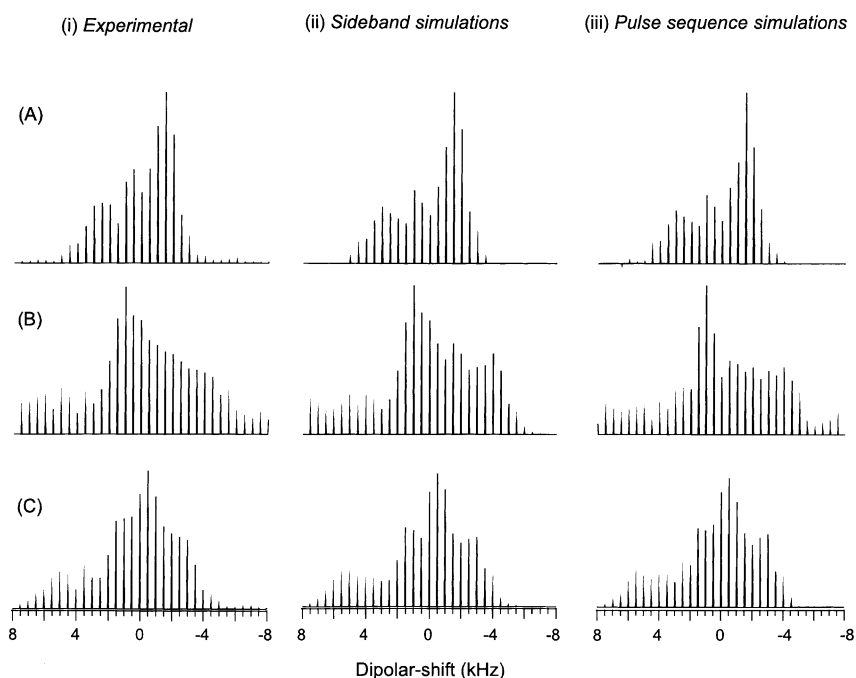 (i) Experimental (ii) Sideband simulations (iii) Pulse sequence simulations
(A)
(B)
(C)
8 4 0 -4 -8 8 4 0 -4 -8 8 4 0 -4 -8
Dipolar-shift (kHz)